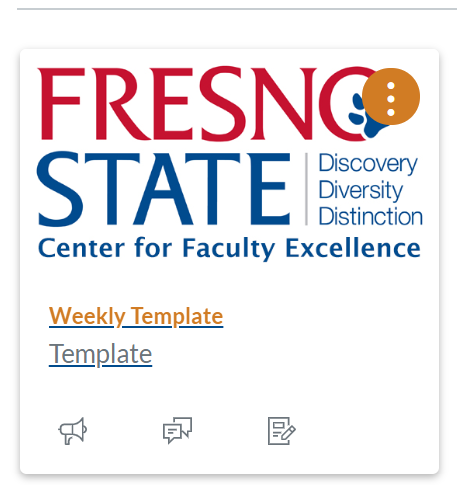 FRESNO
STATE
Discovery
Diversity
Distinction
Center for Faculty Excellence
Weekly Template
Template